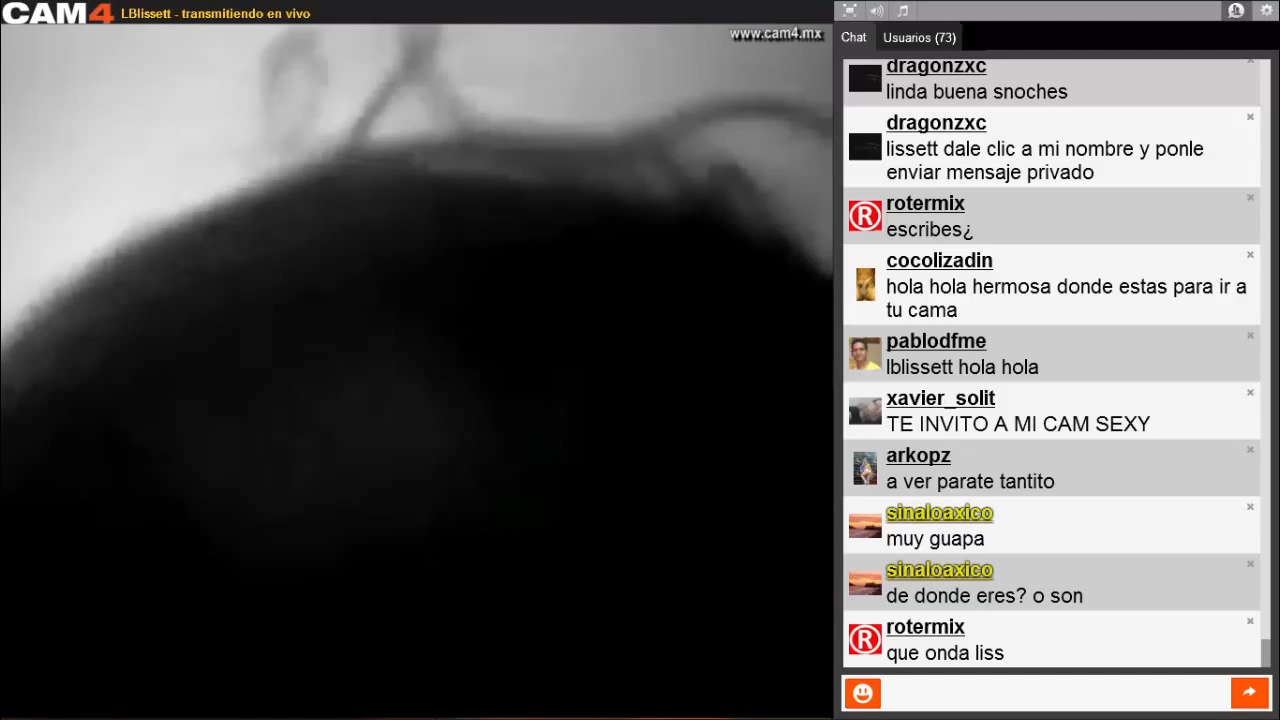 CAM4 LBlissett - transmitiendo en vivo
www.cam4.mx
Chat Usuarios (73)
dragonzxc
linda buena snoches
dragonzxc
lissett dale clic a mi nombre y ponle
enviar mensaje privado
rotermix
escribes¿
cocolizadin
hola hola hermosa donde estas para ir a
tu cama
pablodfme
lblissett hola hola
xavier_solit
TE INVITO A MI CAM SEXY
arkopz
a ver parate tantito
sinaloaxico
muy guapa
sinaloaxico
de donde eres? o son
rotermix
que onda liss